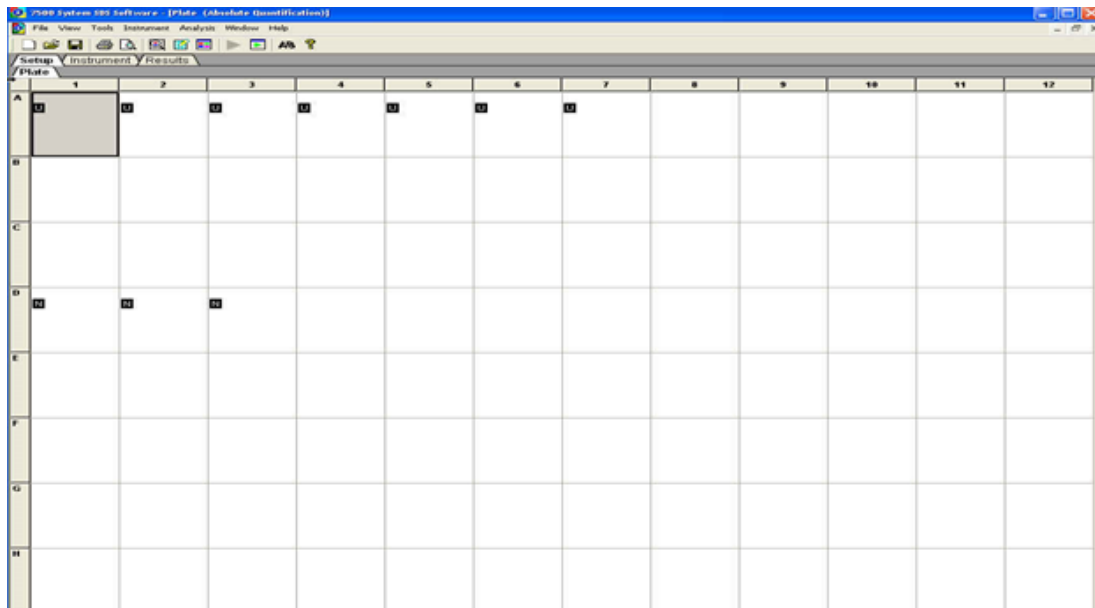 7500 System SDS Software - [Plate (Absolute Quantification)]
File View Tools Instrument Analysis Window Help
Setup Instrument Results
Plate
1 2 3 4 5 6 7 8 9 10 11 12
A U U U U U U U
B
C
D N N N
E
F
G
H